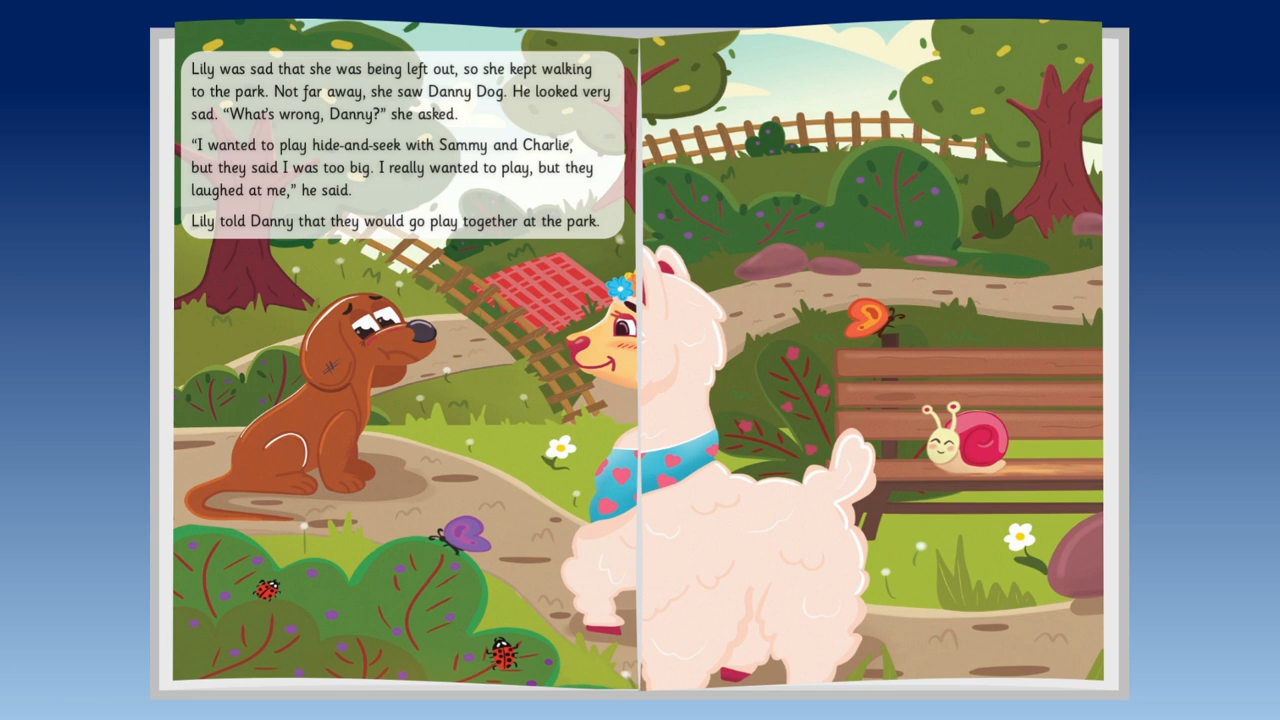 Lily was sad that she was being left out, so she kept walking
to the park. Not far away, she saw Danny Dog. He looked very
sad. “What’s wrong, Danny?” she asked.
“I wanted to play hide-and-seek with Sammy and Charlie,
but they said I was too big. I really wanted to play, but they
laughed at me,” he said.
Lily told Danny that they would go play together at the park.